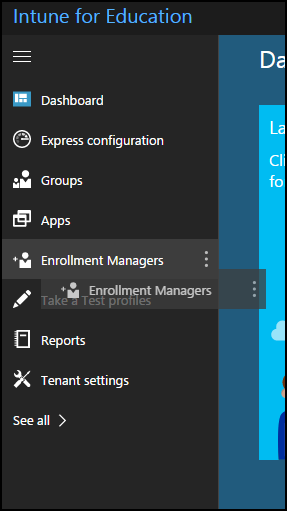 Intune for Education
Da
Dashboard
La
Express configuration
Cli
fo
Groups
Apps
Enrollment Managers
Enrollment Managers
Take a Test profiles
Reports
Tenant settings
See all